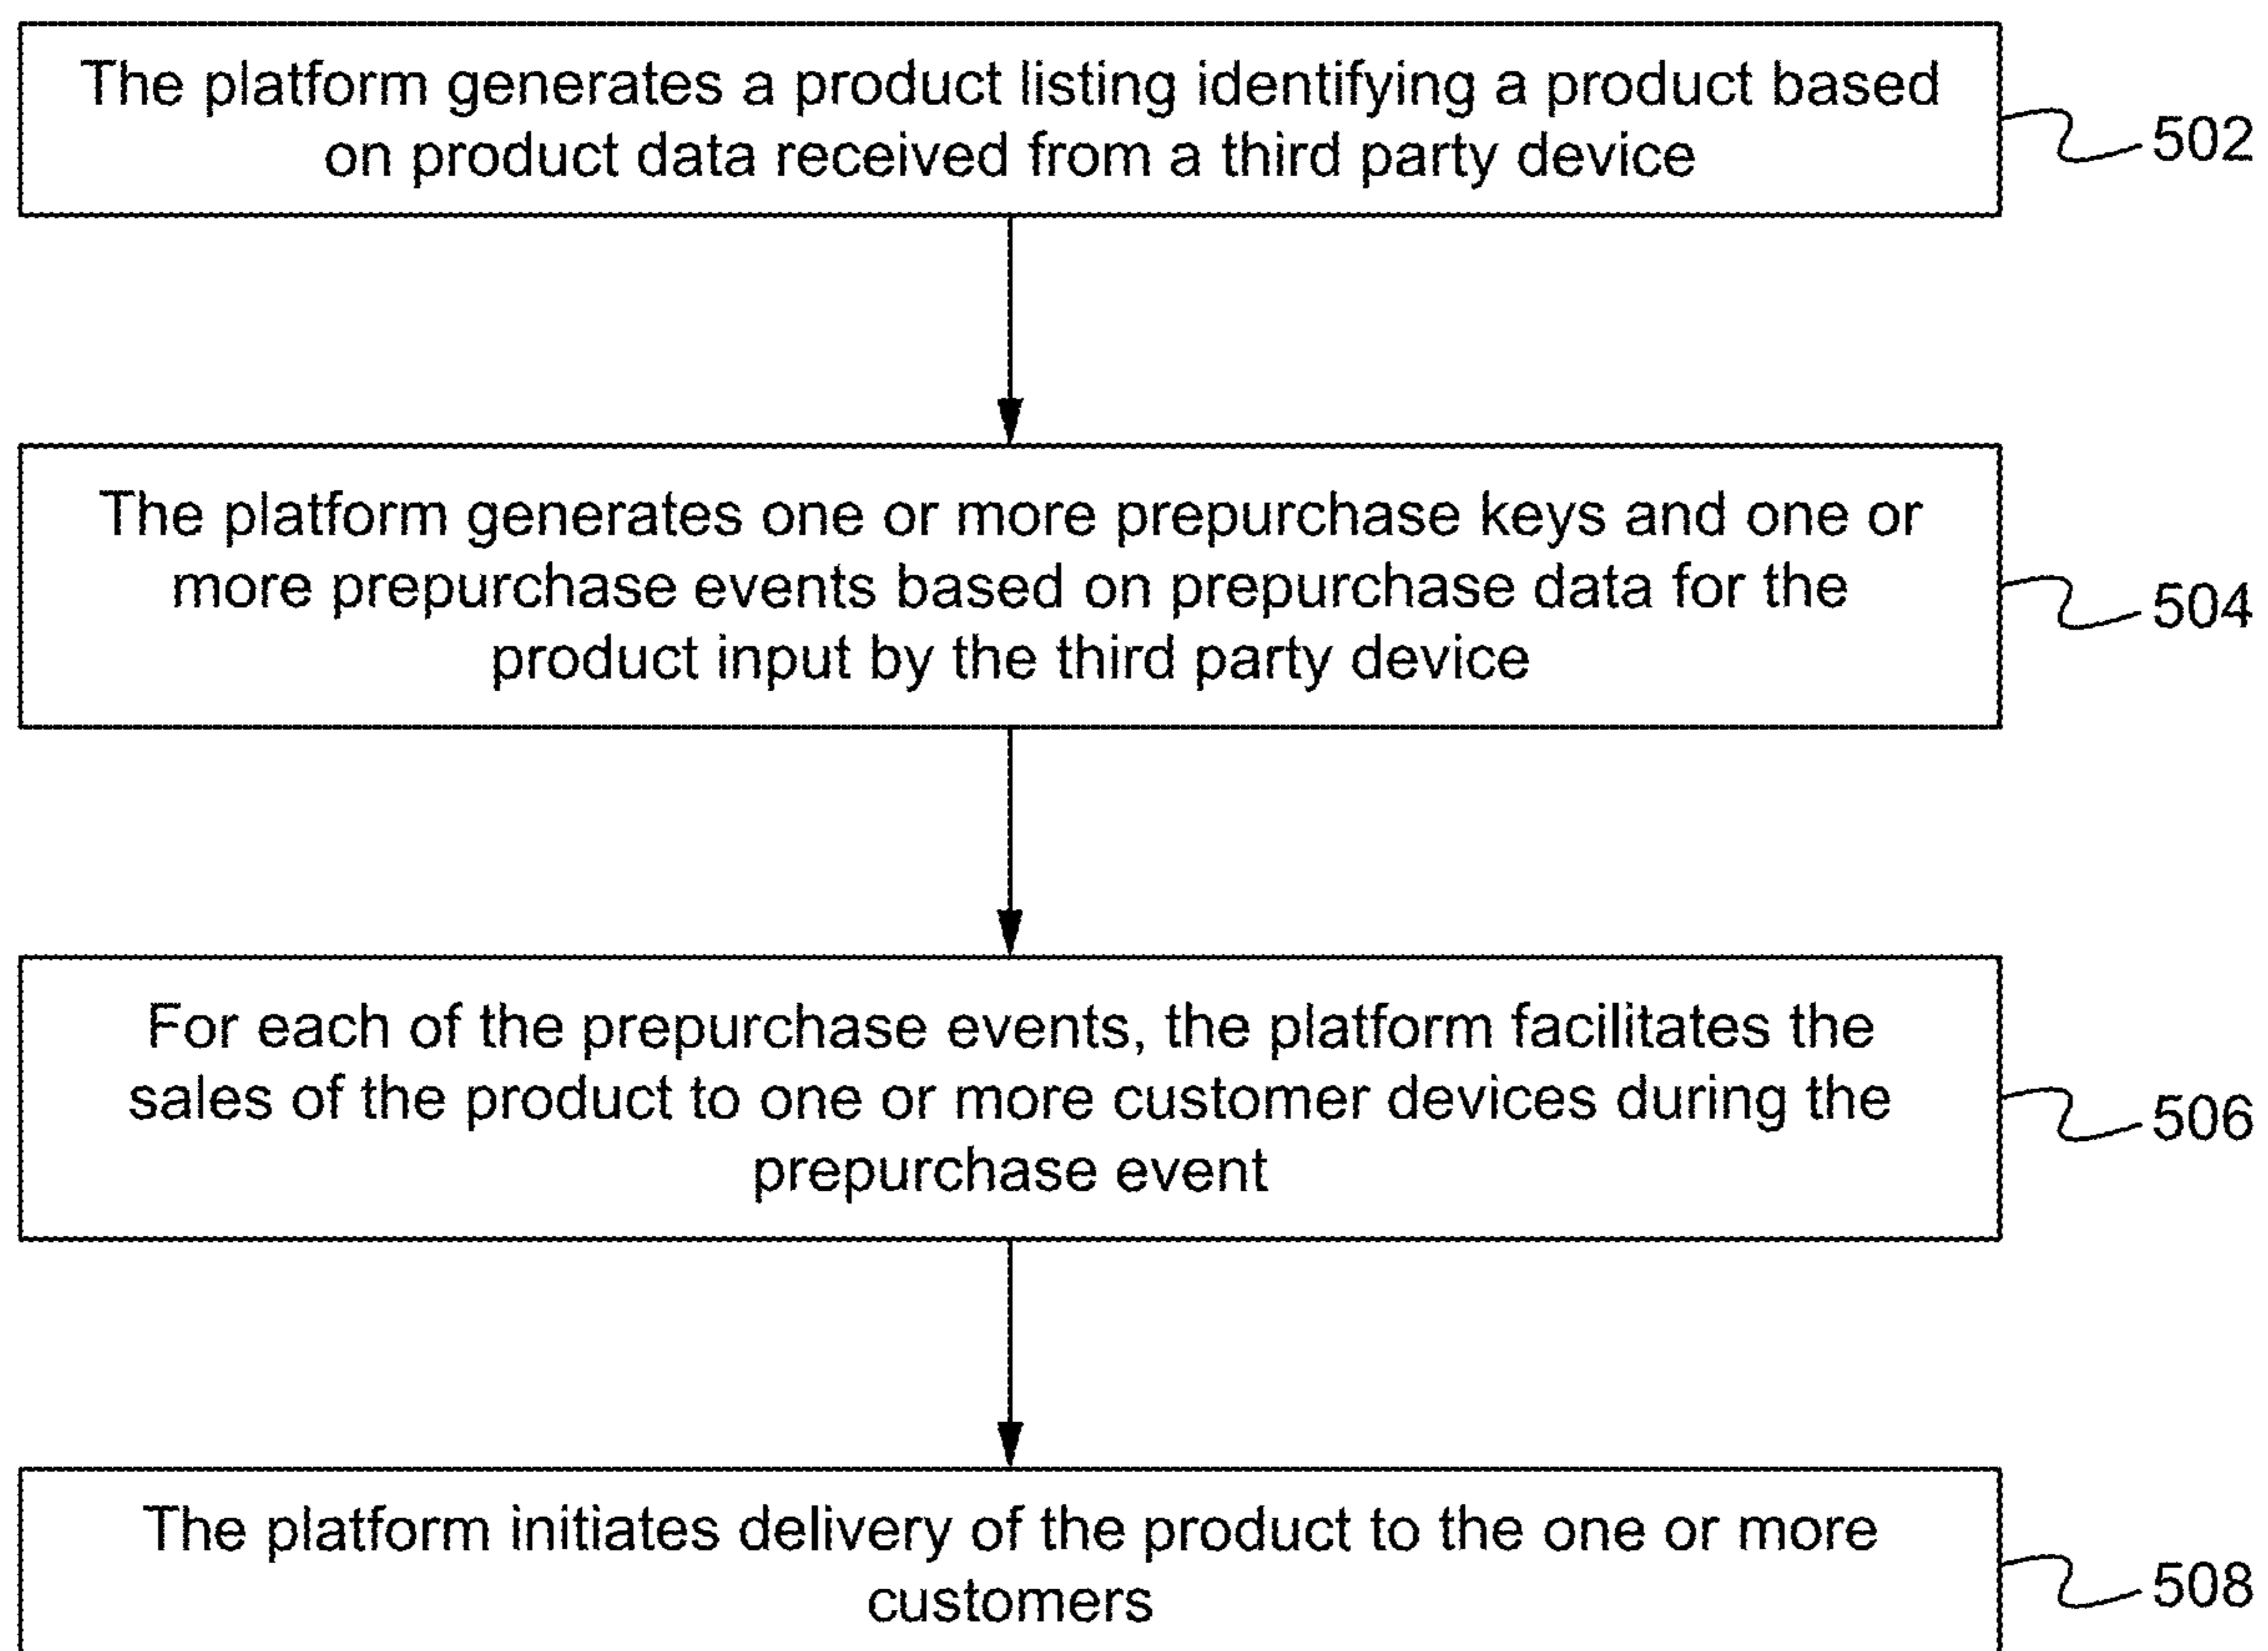 The platform generates a product listing identifying a product based
on product data received from a third party device
502
The platform generates one or more prepurchase keys and one or
more prepurchase events based on prepurchase data for the
product input by the third party device
504
For each of the prepurchase events, the platform facilitates the
sales of the product to one or more customer devices during the
prepurchase event
506
The platform initiates delivery of the product to the one or more
customers
508